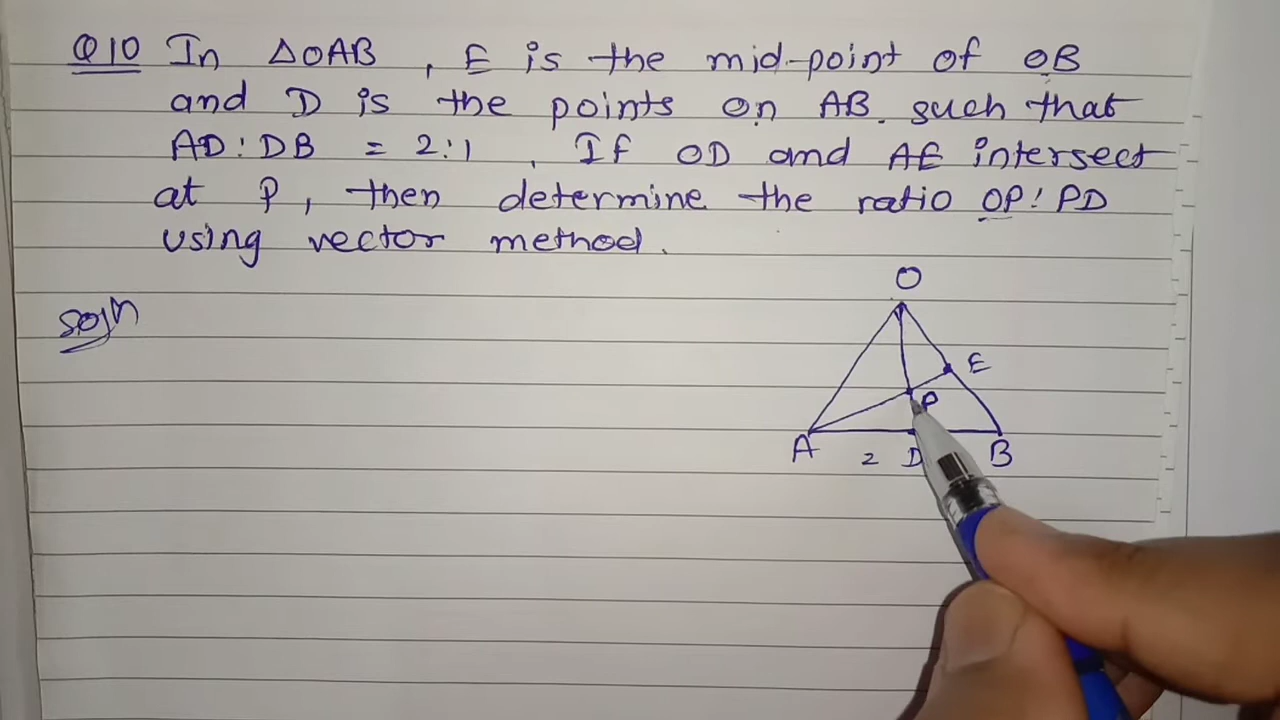 Q10 In △OAB, E is the mid-point of OB
and D is the points on AB. such that
AD:DB = 2:1. If OD and AE intersect
at P, then determine the ratio OP:PD
using vector method.
Soln
O
E
P
A 2 D B